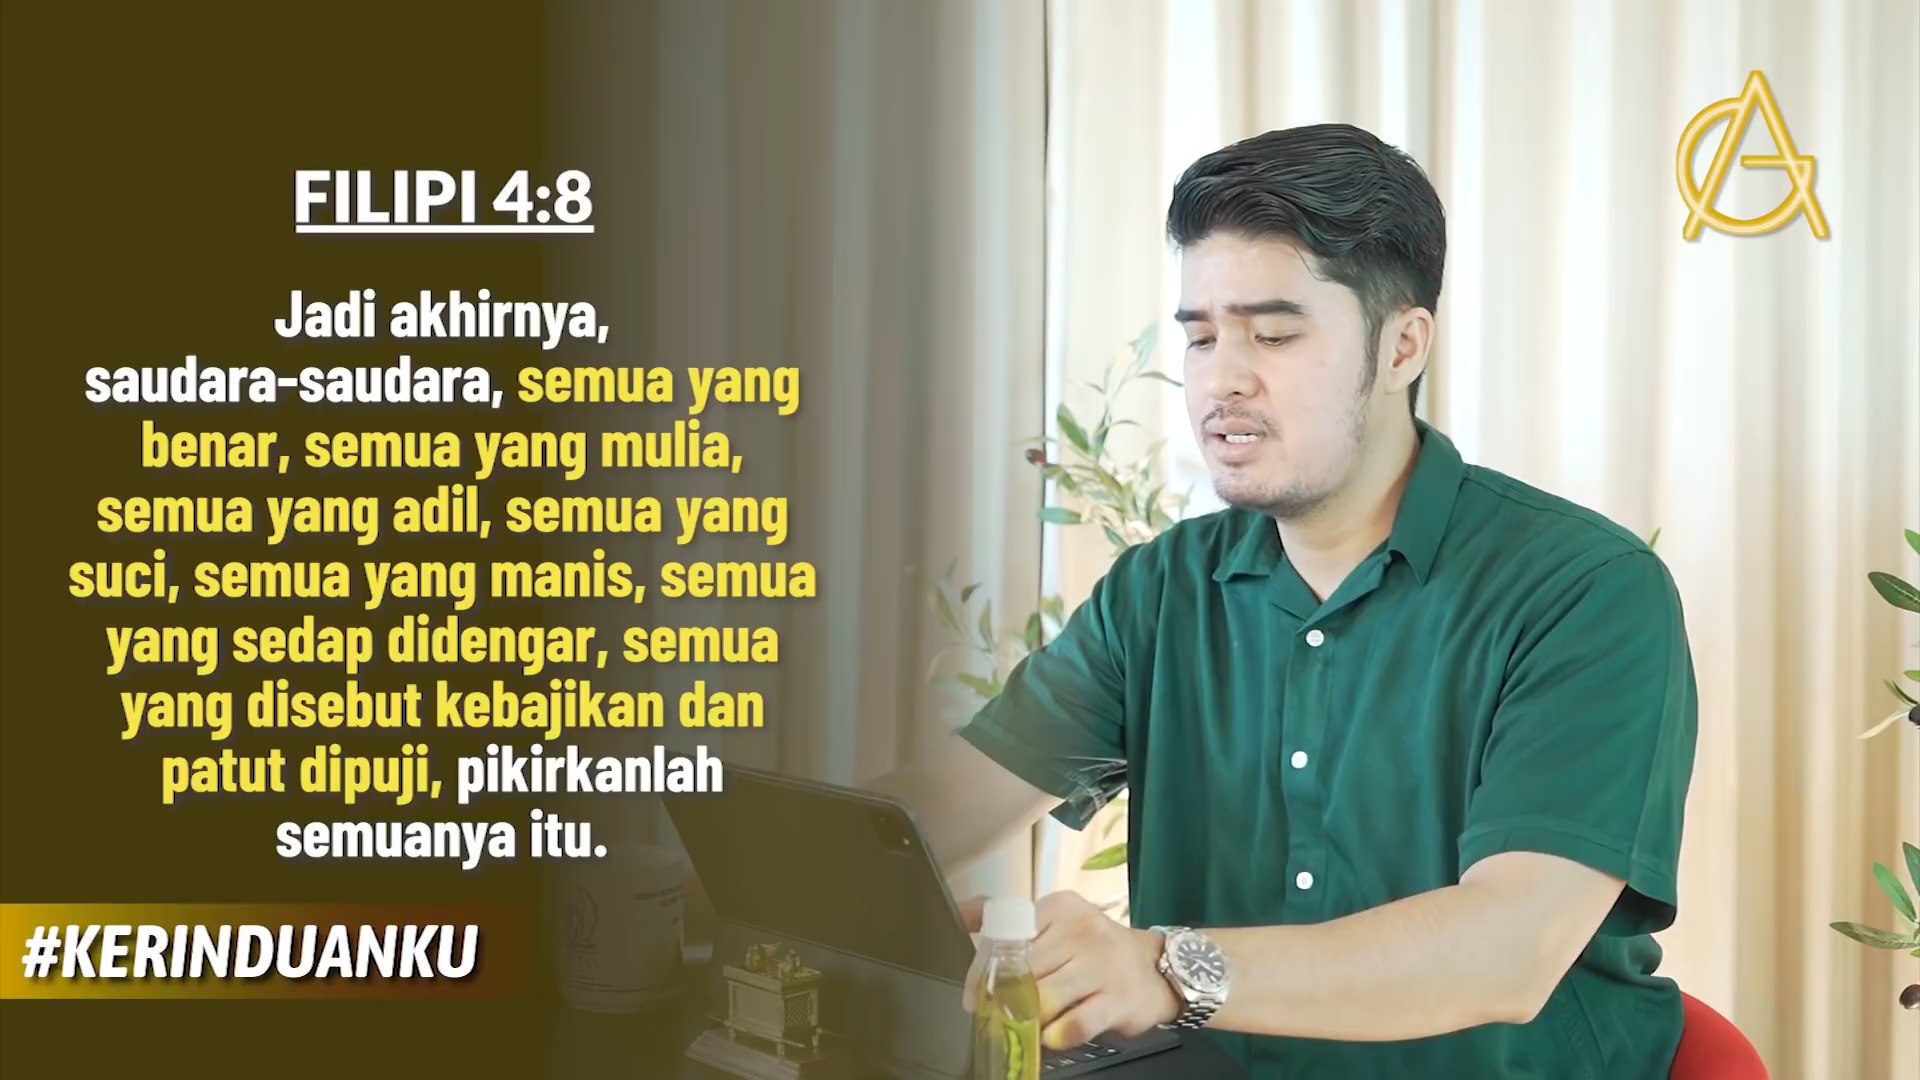 FILIPI 4:8
Jadi akhirnya,
saudara-saudara, semua yang
benar, semua yang mulia,
semua yang adil, semua yang
suci, semua yang manis, semua
yang sedap didengar, semua
yang disebut kebajikan dan
patut dipuji, pikirkanlah
semuanya itu.
#KERINDUANKU